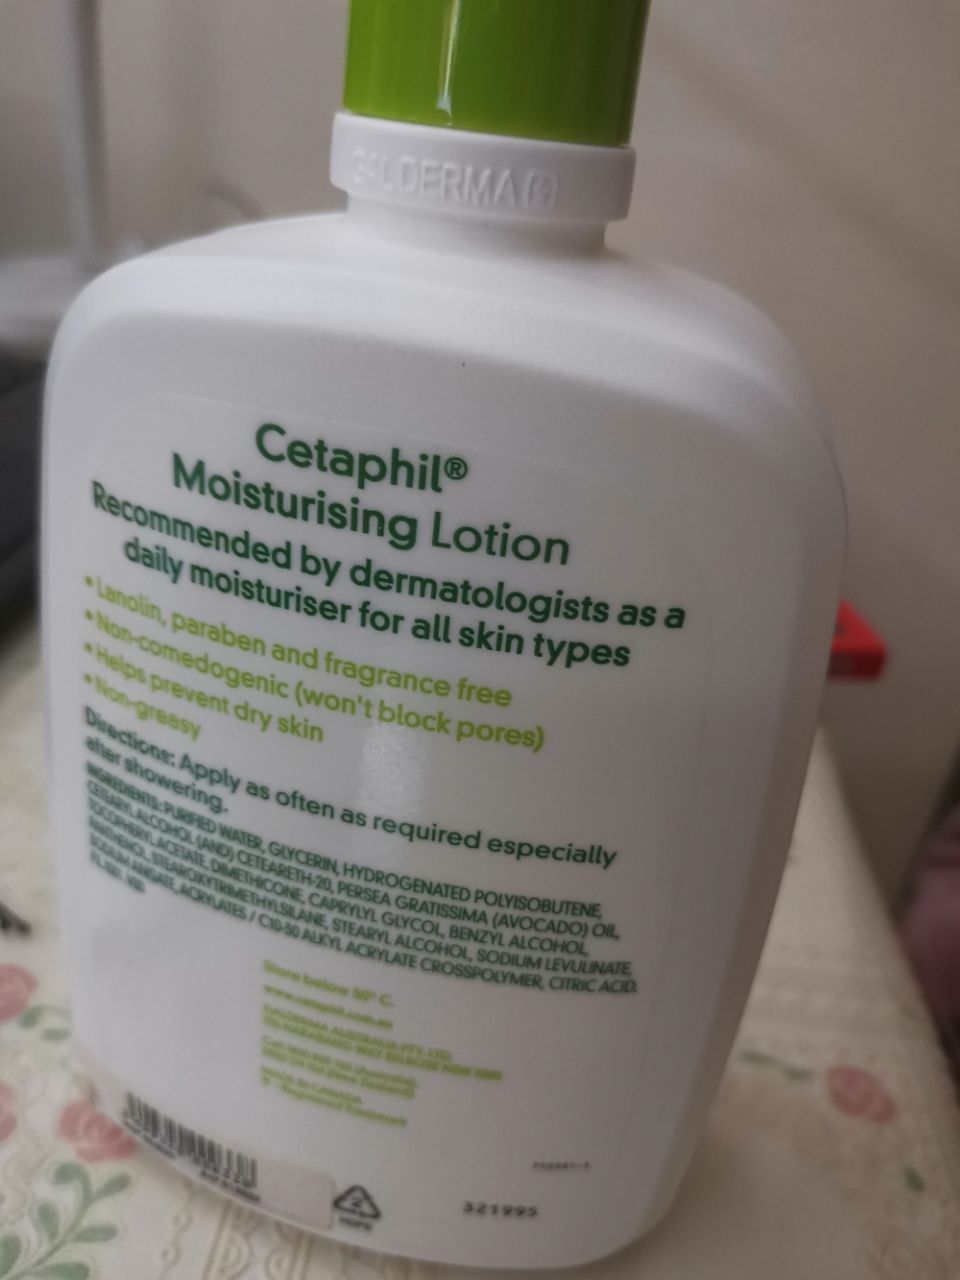 GALDERMA
Cetaphil®
Moisturising Lotion
Recommended by dermatologists as a
daily moisturiser for all skin types
• Lanolin, paraben and fragrance free
• Non-comedogenic (won't block pores)
• Helps prevent dry skin
• Non-greasy
Directions: Apply as often as required especially
after showering.
INGREDIENTS: PURIFIED WATER, GLYCERIN, HYDROGENATED POLYISOBUTENE,
CETEARYL ALCOHOL (AND) CETEARETH-20, PERSEA GRATISSIMA (AVOCADO) OIL,
TOCOPHERYL ACETATE, DIMETHICONE, CAPRYLYL GLYCOL, BENZYL ALCOHOL,
PANTHENOL, STEAROXYTRIMETHYLSILANE, STEARYL ALCOHOL, SODIUM LEVULINATE,
SODIUM ANISATE, ACRYLATES / C10-30 ALKYL ACRYLATE CROSSPOLYMER, CITRIC ACID.
Store below 30° C.
www.cetaphil.com.au
GALDERMA AUSTRALIA PTY. LTD.
MADE IN CANADA
2
HDPE
321995